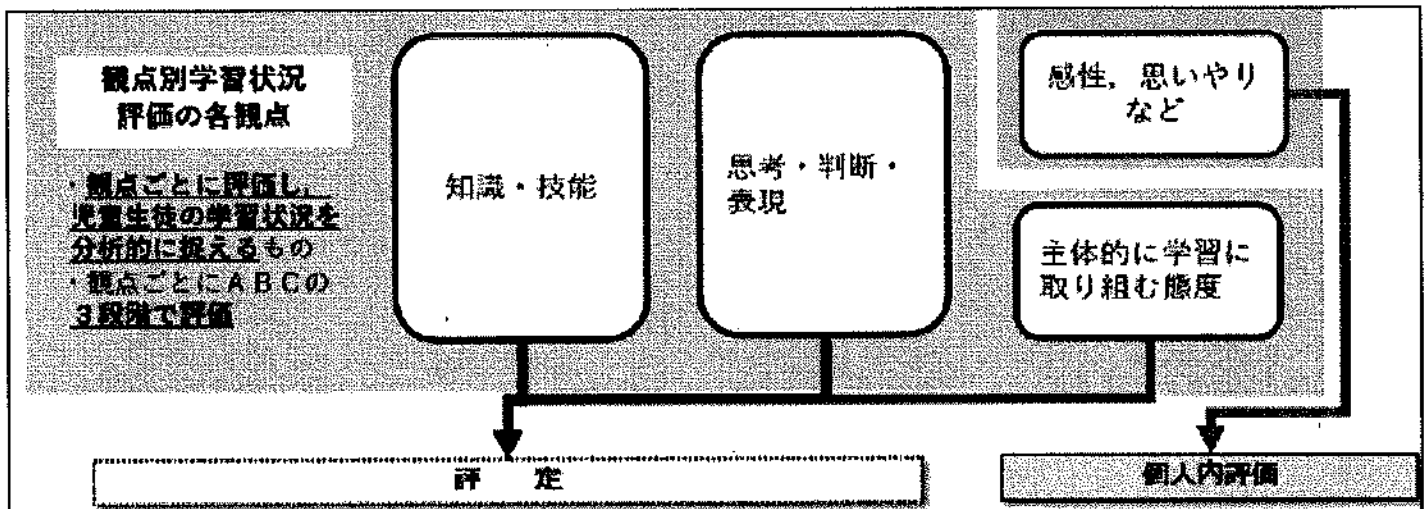 観点別学習状況
評価の各観点
・観点ごとに評価し、
児童生徒の学習状況を
分析的に捉えるもの
・観点ごとにＡＢＣの
３段階で評価
知識・技能
思考・判断・
表現
感性，思いやり
など
主体的に学習に
取り組む態度
評　定
個人内評価